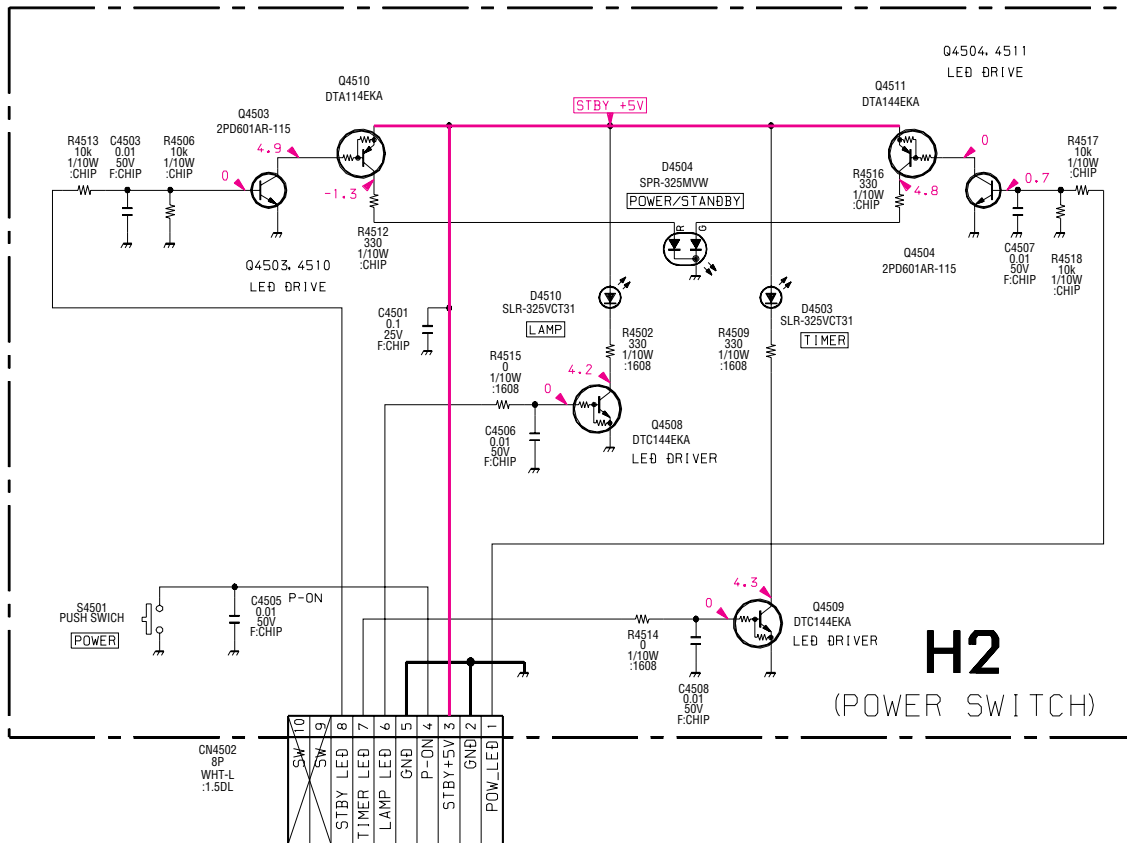 Q4504. 4511
LED DRIVE
Q4510
DTA114EKA
Q4511
DTA144EKA
STBY +5V
Q4503
2PD601AR-115
R4513
10k
1/10W
:CHIP
C4503
0.01
50V
F:CHIP
R4506
10k
1/10W
:CHIP
4.9
0
-1.3
R4512
330
1/10W
:CHIP
Q4503. 4510
LED DRIVE
D4504
SPR-325MVW
POWER/STANDBY
R
G
R4516
330
1/10W
:CHIP
4.8
0
0.7
R4517
10k
1/10W
:CHIP
Q4504
2PD601AR-115
C4507
0.01
50V
F:CHIP
R4518
10k
1/10W
:CHIP
C4501
0.1
25V
F:CHIP
D4510
SLR-325VCT31
LAMP
R4502
330
1/10W
:1608
R4509
330
1/10W
:1608
D4503
SLR-325VCT31
TIMER
R4515
0
1/10W
:1608
0
4.2
C4506
0.01
50V
F:CHIP
Q4508
DTC144EKA
LED DRIVER
S4501
PUSH SWICH
POWER
C4505
0.01
50V
F:CHIP
P-ON
R4514
0
1/10W
:1608
0
4.3
C4508
0.01
50V
F:CHIP
Q4509
DTC144EKA
LED DRIVER
H2
(POWER SWITCH)
CN4502
8P
WHT-L
:1.5DL
10 SW
9 SW
8 STBY LED
7 TIMER LED
6 LAMP LED
5 GND
4 P-ON
3 STBY+5V
2 GND
1 POW_LED